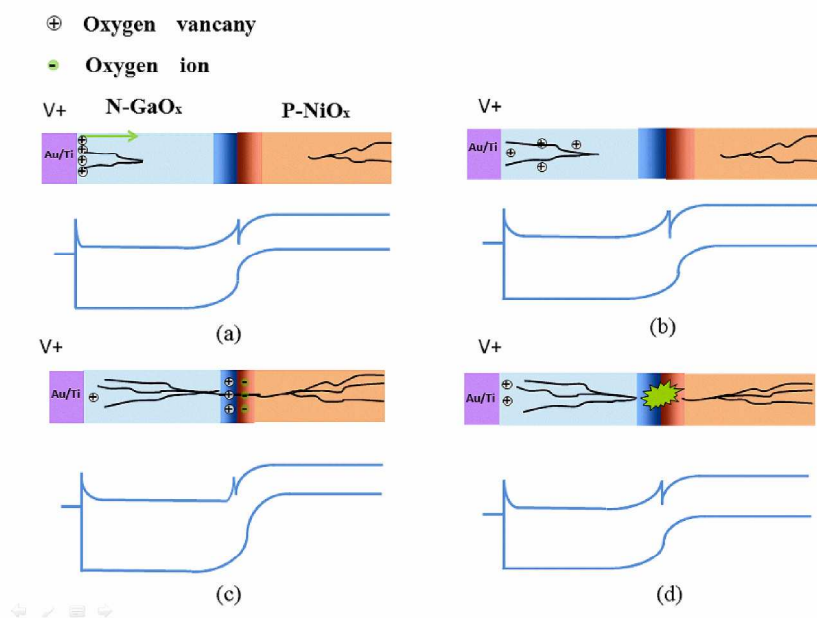 Oxygen vancany
Oxygen ion
V+
N-GaOx
P-NiOx
Au/Ti
(a)
V+
Au/Ti
(b)
V+
Au/Ti
(c)
V+
Au/Ti
(d)